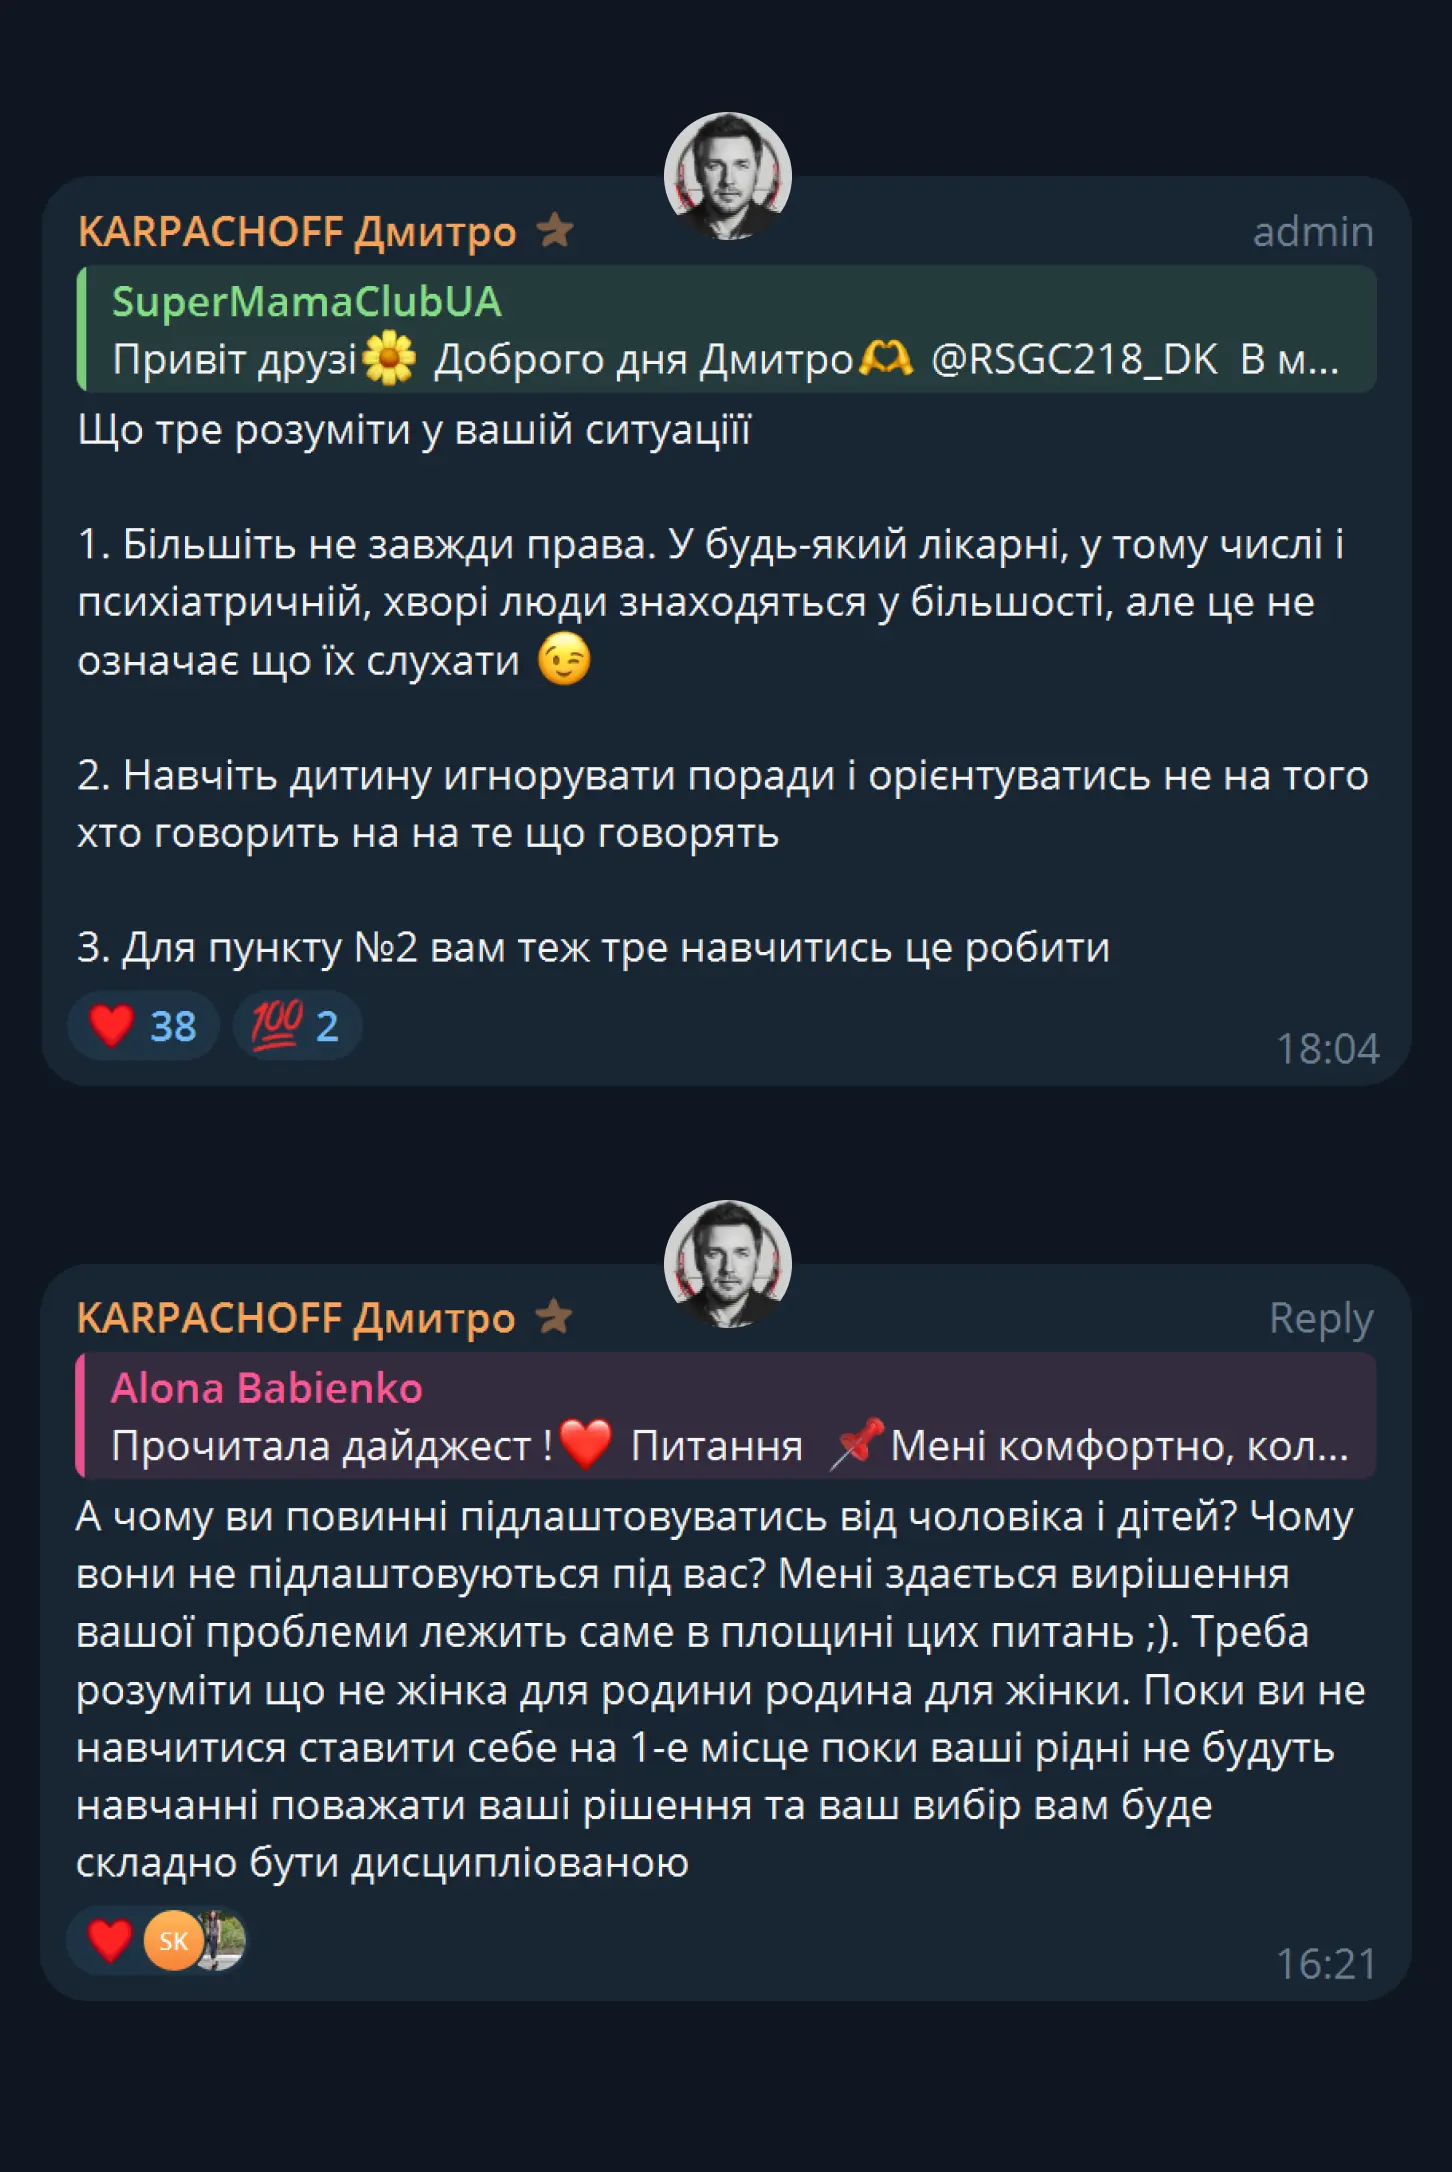 KARPACHOFF Дмитро admin
SuperMamaClubUA
Привіт друзі🌼 Доброго дня Дмитро🫶 @RSGC218_DK В м...
Що тре розуміти у вашій ситуаціїї
1. Більшіть не завжди права. У будь-який лікарні, у тому числі і
психіатричній, хворі люди знаходяться у більшості, але це не
означає що їх слухати 😉
2. Навчіть дитину игнорувати поради і орієнтуватись не на того
хто говорить на на те що говорять
3. Для пункту №2 вам теж тре навчитись це робити
❤️ 38 💯 2
18:04
KARPACHOFF Дмитро Reply
Alona Babienko
Прочитала дайджест !❤️ Питання 📌Мені комфортно, кол...
А чому ви повинні підлаштовуватись від чоловіка і дітей? Чому
вони не підлаштовуються під вас? Мені здається вирішення
вашої проблеми лежить саме в площині цих питань ;). Треба
розуміти що не жінка для родини родина для жінки. Поки ви не
навчитися ставити себе на 1-е місце поки ваші рідні не будуть
навчанні поважати ваші рішення та ваш вибір вам буде
складно бути дисципліованою
❤️ SK
16:21